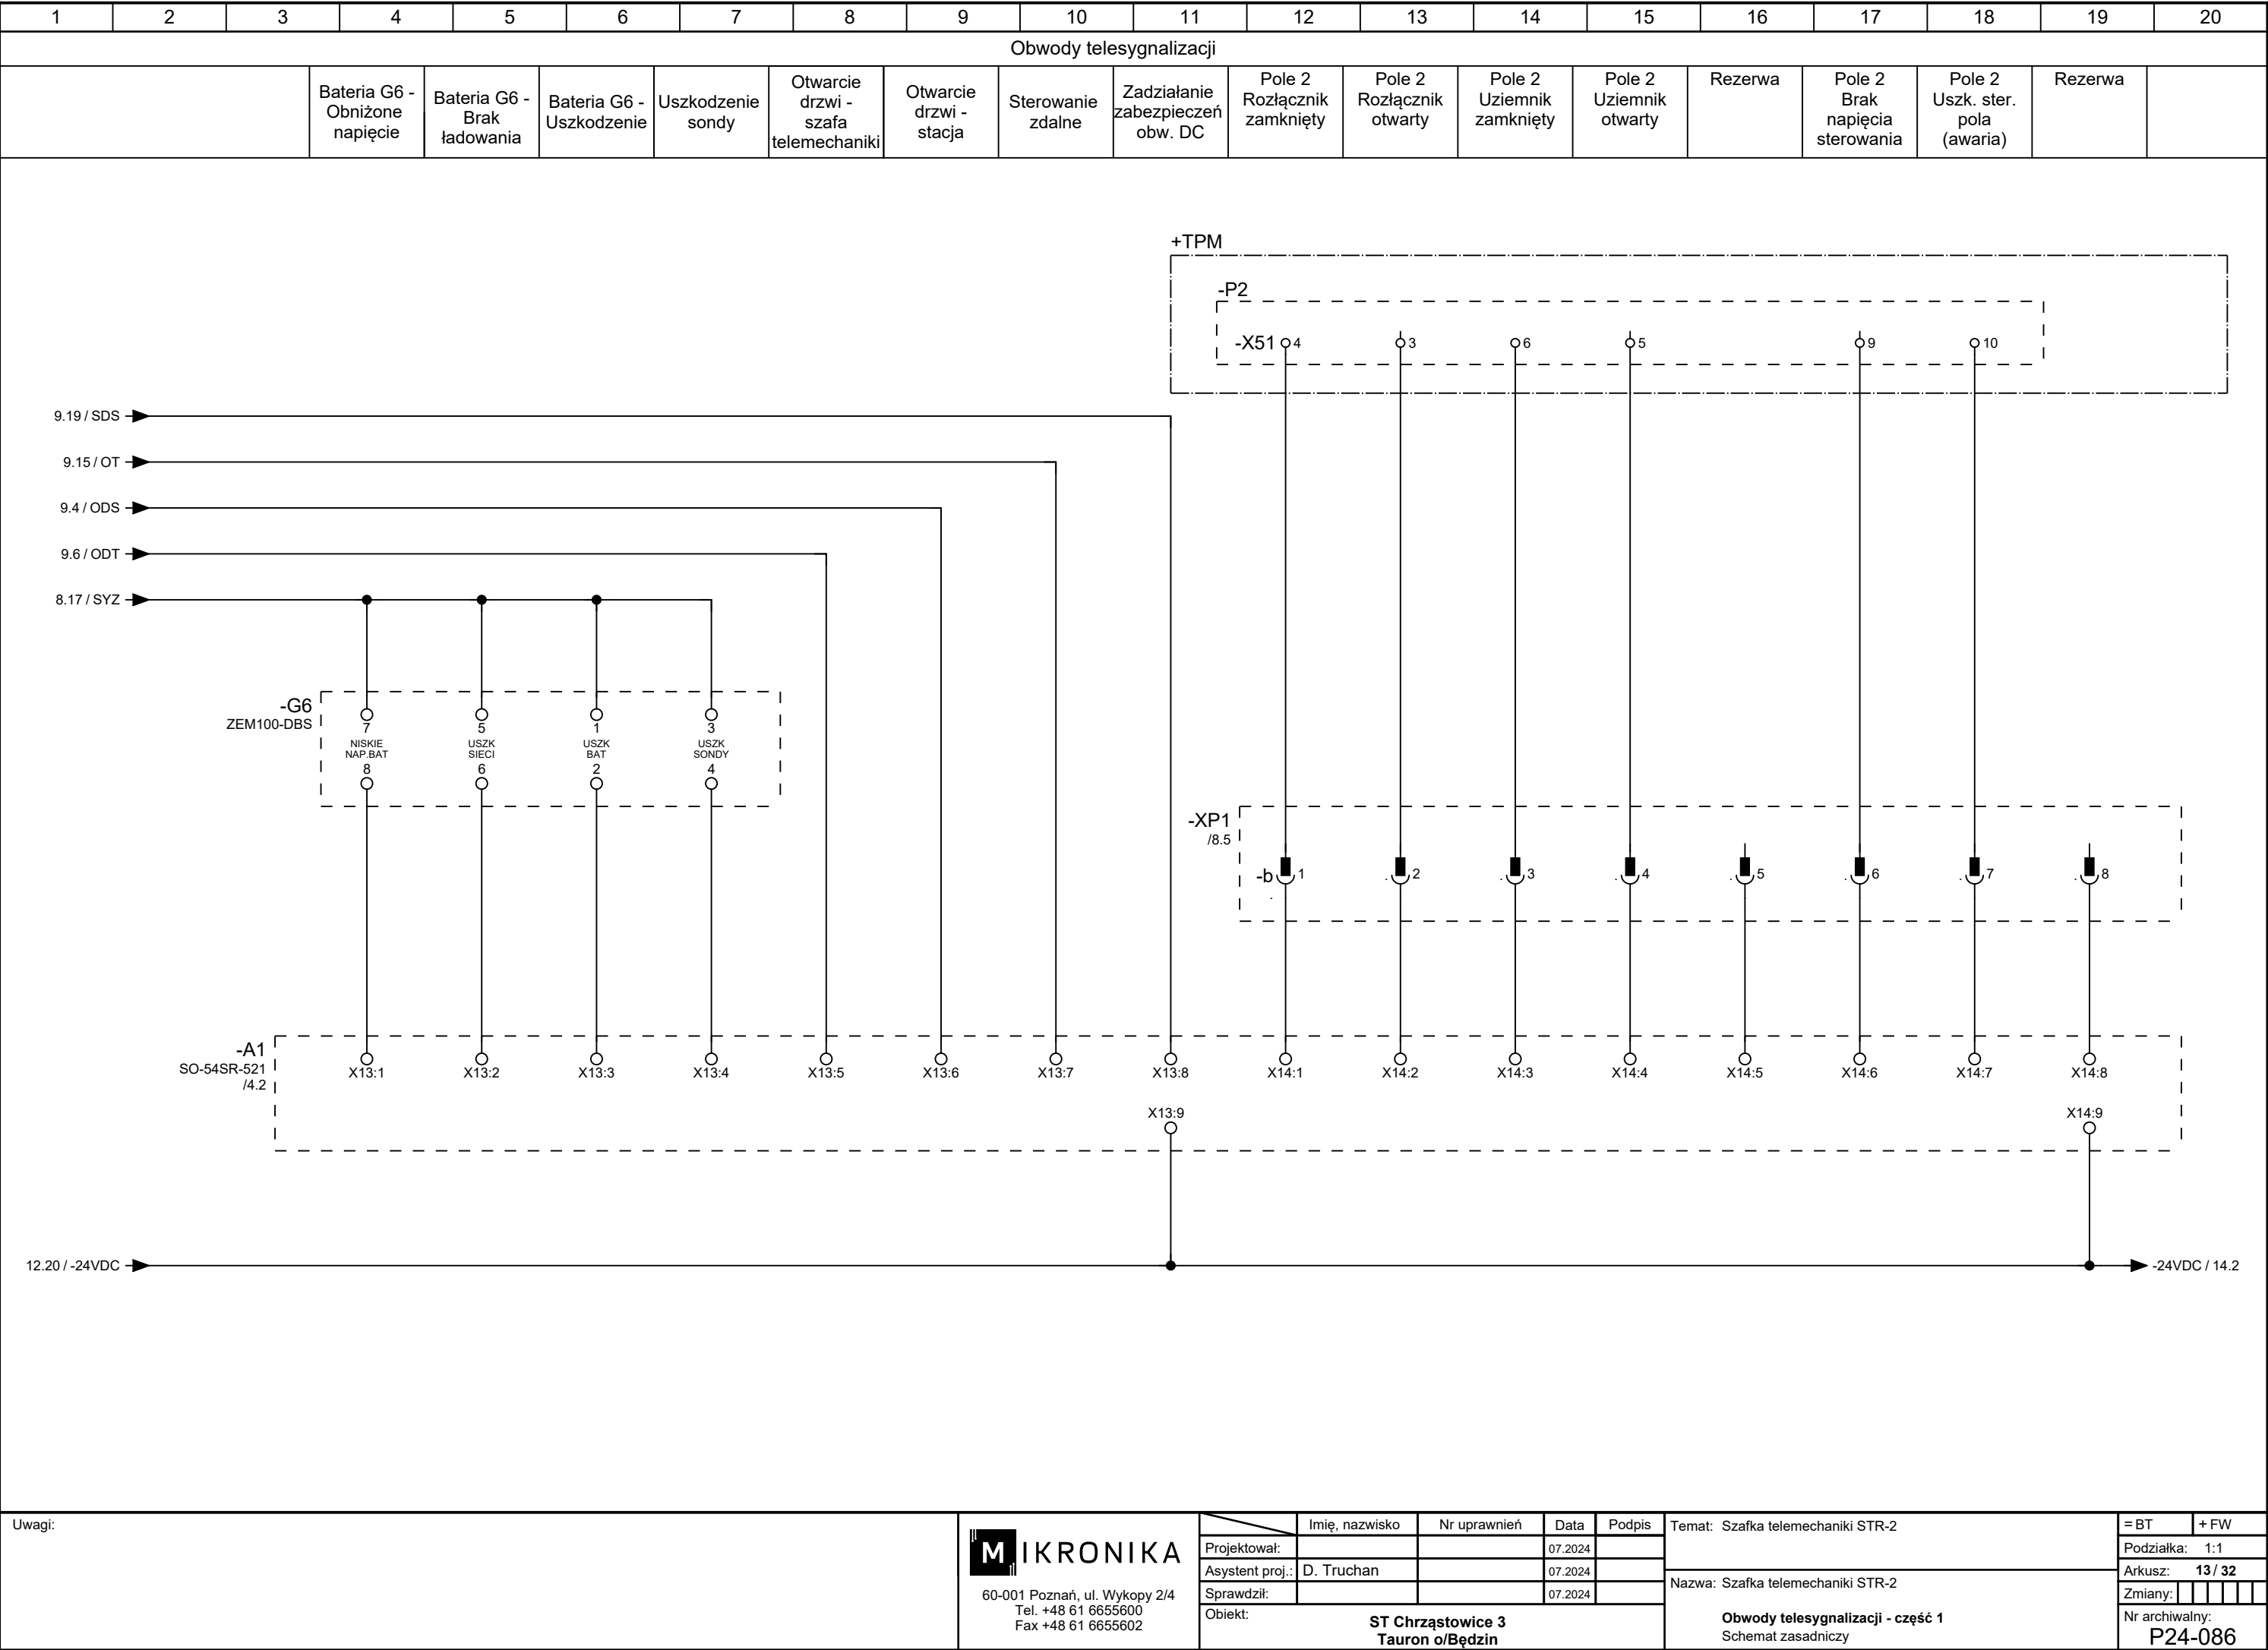 1 2 3 4 5 6 7 8 9 10 11 12 13 14 15 16 17 18 19 20
Obwody telesygnalizacji
Bateria G6 -
Obniżone
napięcie
Bateria G6 -
Brak
ładowania
Bateria G6 -
Uszkodzenie
Uszkodzenie
sondy
Otwarcie
drzwi -
szafa
telemechaniki
Otwarcie
drzwi -
stacja
Sterowanie
zdalne
Zadziałanie
zabezpieczeń
obw. DC
Pole 2
Rozłącznik
zamknięty
Pole 2
Rozłącznik
otwarty
Pole 2
Uziemnik
zamknięty
Pole 2
Uziemnik
otwarty
Rezerwa
Pole 2
Brak
napięcia
sterowania
Pole 2
Uszk. ster.
pola
(awaria)
Rezerwa
+TPM
-P2
-X51 4 3 6 5 9 10
9.19 / SDS
9.15 / OT
9.4 / ODS
9.6 / ODT
8.17 / SYZ
-G6
ZEM100-DBS
7 5 1 3
NISKIE
NAP.BAT
USZK
SIECI
USZK
BAT
USZK
SONDY
8 6 2 4
-XP1
/8.5
-b 1 2 3 4 5 6 7 8
-A1
SO-54SR-521
/4.2
X13:1 X13:2 X13:3 X13:4 X13:5 X13:6 X13:7 X13:8 X14:1 X14:2 X14:3 X14:4 X14:5 X14:6 X14:7 X14:8
X13:9 X14:9
12.20 / -24VDC
-24VDC / 14.2
Uwagi:
MIKRONIKA
60-001 Poznań, ul. Wykopy 2/4
Tel. +48 61 6655600
Fax +48 61 6655602
Imię, nazwisko Nr uprawnień Data Podpis
Projektował: 07.2024
Asystent proj.: D. Truchan 07.2024
Sprawdził: 07.2024
Obiekt:
ST Chrząstowice 3
Tauron o/Będzin
Temat: Szafka telemechaniki STR-2
Nazwa: Szafka telemechaniki STR-2
Obwody telesygnalizacji - część 1
Schemat zasadniczy
= BT + FW
Podziałka: 1:1
Arkusz: 13 / 32
Zmiany:
Nr archiwalny:
P24-086